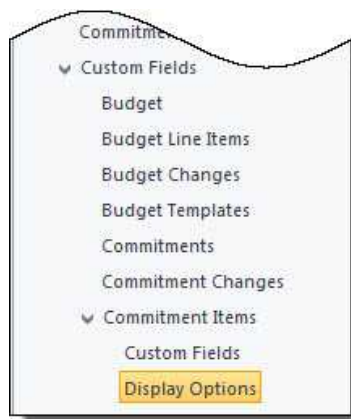 Custom Fields
Budget
Budget Line Items
Budget Changes
Budget Templates
Commitments
Commitment Changes
Commitment Items
Custom Fields
Display Options